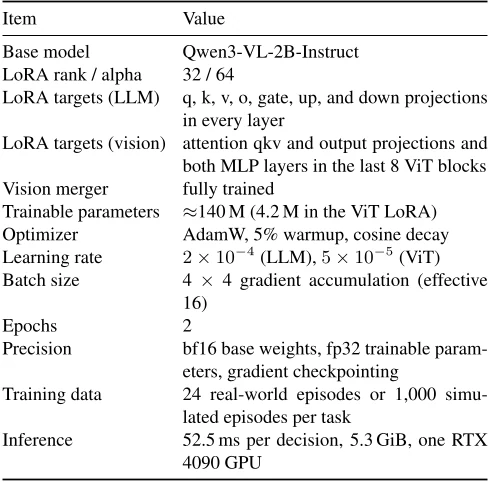 Item Value
Base model Qwen3-VL-2B-Instruct
LoRA rank / alpha 32 / 64
LoRA targets (LLM) q, k, v, o, gate, up, and down projections
in every layer
LoRA targets (vision) attention qkv and output projections and
both MLP layers in the last 8 ViT blocks
Vision merger fully trained
Trainable parameters ≈140 M (4.2 M in the ViT LoRA)
Optimizer AdamW, 5% warmup, cosine decay
Learning rate 2 × 10⁻⁴ (LLM), 5 × 10⁻⁵ (ViT)
Batch size 4 × 4 gradient accumulation (effective
16)
Epochs 2
Precision bf16 base weights, fp32 trainable param-
eters, gradient checkpointing
Training data 24 real-world episodes or 1,000 simu-
lated episodes per task
Inference 52.5 ms per decision, 5.3 GiB, one RTX
4090 GPU